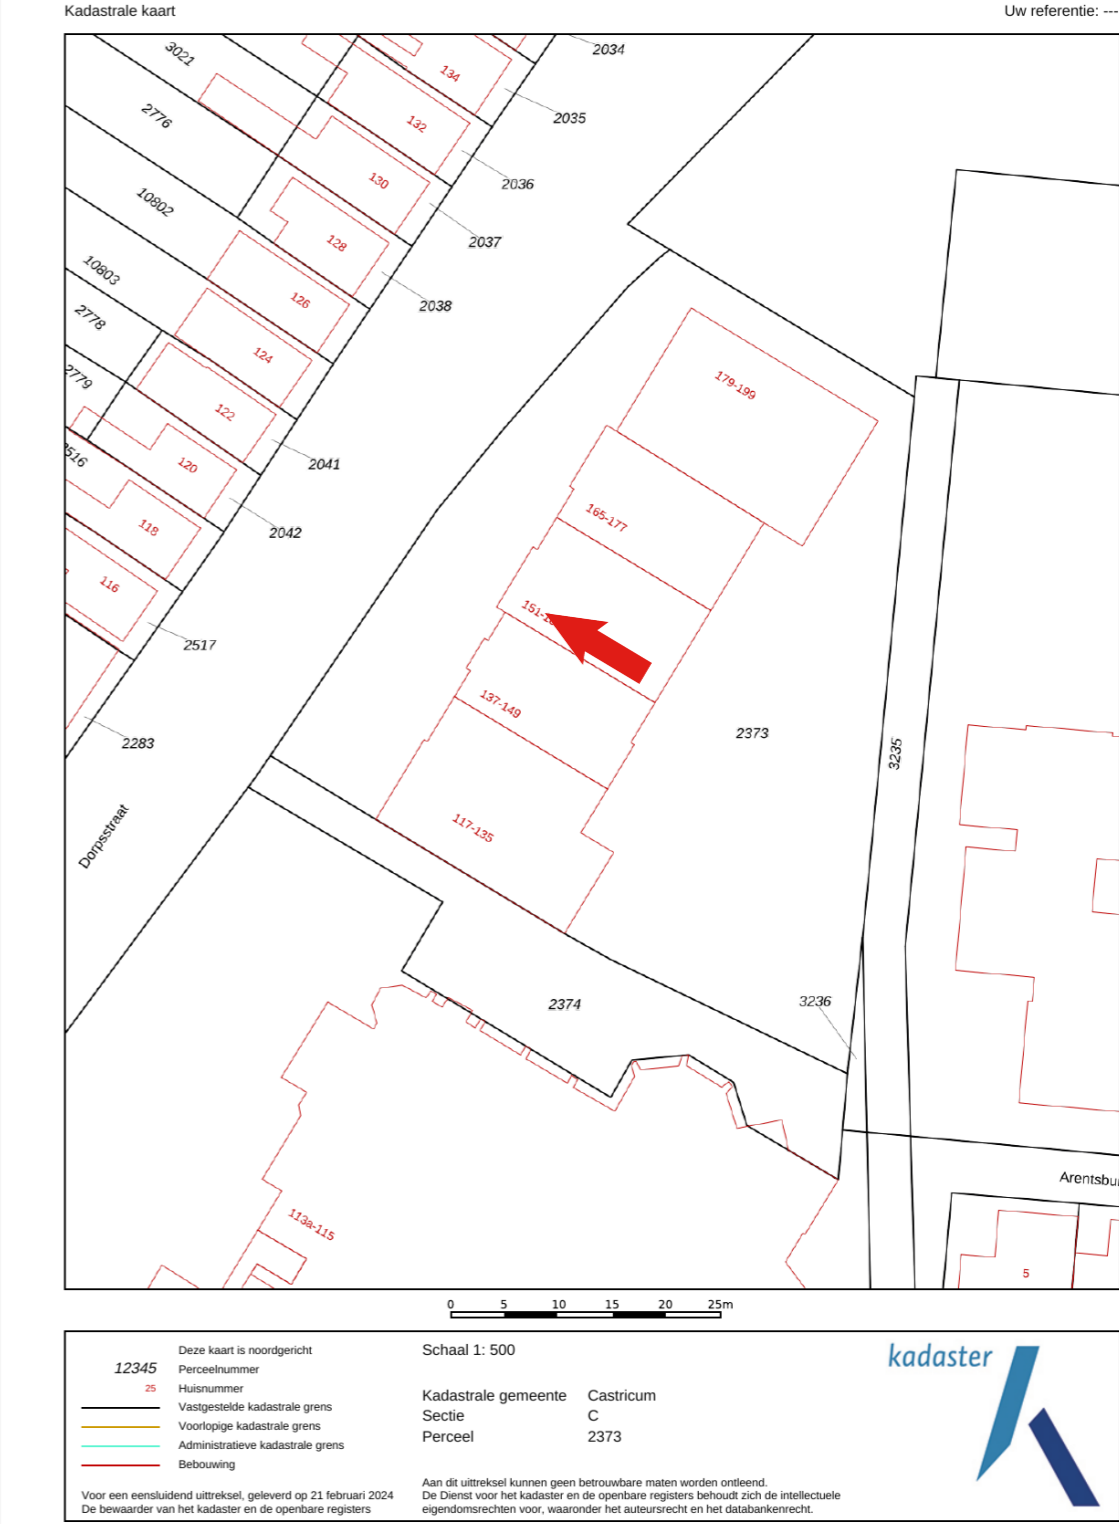 Kadastrale kaart
Uw referentie: ---
3021
134
2034
2776
132
2035
130
2036
10802
128
2037
10803
126
2038
2778
124
2779
122
179-199
2041
120
165-177
2042
118
116
151-
2517
137-149
2373
3235
2283
117-135
Dorpsstraat
2374
3236
113a-115
5
0 5 10 15 20 25m
Deze kaart is noordgericht
12345 Perceelnummer
25 Huisnummer
Vastgestelde kadastrale grens
Voorlopige kadastrale grens
Administratieve kadastrale grens
Bebouwing
Voor een eensluidend uittreksel, geleverd op 21 februari 2024
De bewaarder van het kadaster en de openbare registers
Schaal 1: 500
Kadastrale gemeente Castricum
Sectie C
Perceel 2373
Aan dit uittreksel kunnen geen betrouwbare maten worden ontleend.
De Dienst voor het kadaster en de openbare registers behoudt zich de intellectuele
eigendomsrechten voor, waaronder het auteursrecht en het databankenrecht.
kadaster